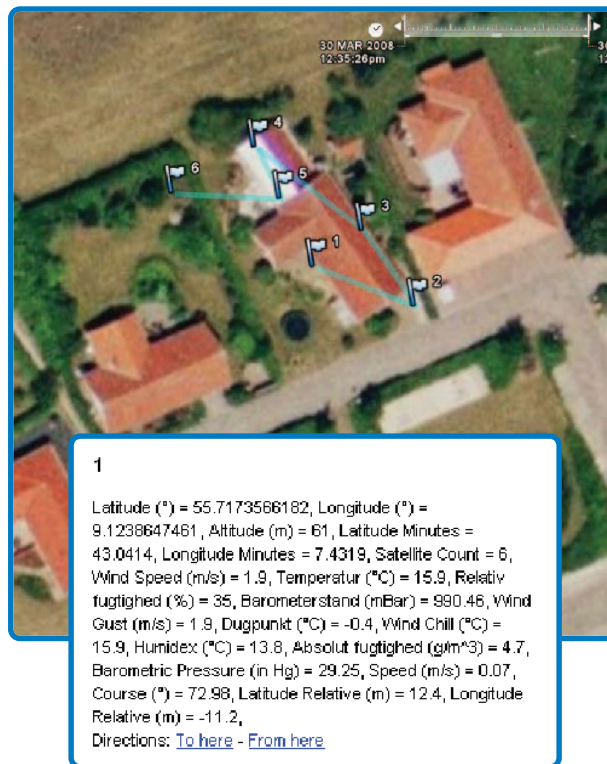 30 MAR 2008
12:35:26pm
4
6
5
3
1
2
1
Latitude (°) = 55.7173566182, Longitude (°) =
9.1238647461, Altitude (m) = 61, Latitude Minutes =
43.0414, Longitude Minutes = 7.4319, Satellite Count = 6,
Wind Speed (m/s) = 1.9, Temperatur (°C) = 15.9, Relativ
fugtighed (%) = 35, Barometerstand (mBar) = 990.46, Wind
Gust (m/s) = 1.9, Dugpunkt (°C) = -0.4, Wind Chill (°C) =
15.9, Humidex (°C) = 13.8, Absolut fugtighed (g/m^3) = 4.7,
Barometric Pressure (in Hg) = 29.25, Speed (m/s) = 0.07,
Course (°) = 72.98, Latitude Relative (m) = 12.4, Longitude
Relative (m) = -11.2,
Directions: To here - From here